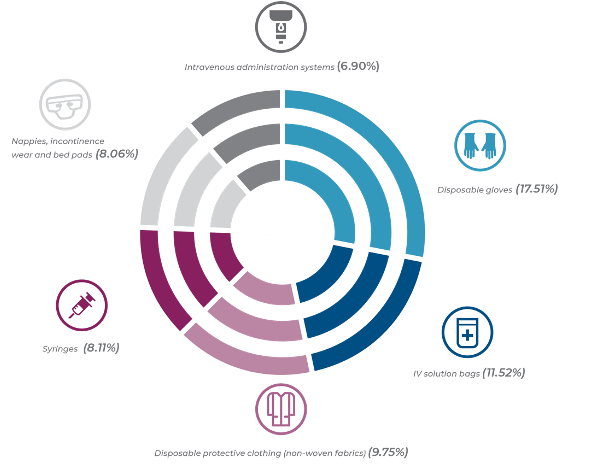 Intravenous administration systems (6.90%)
Nappies, incontinence
wear and bed pads (8.06%)
Disposable gloves (17.51%)
Syringes (8.11%)
IV solution bags (11.52%)
Disposable protective clothing (non-woven fabrics) (9.75%)